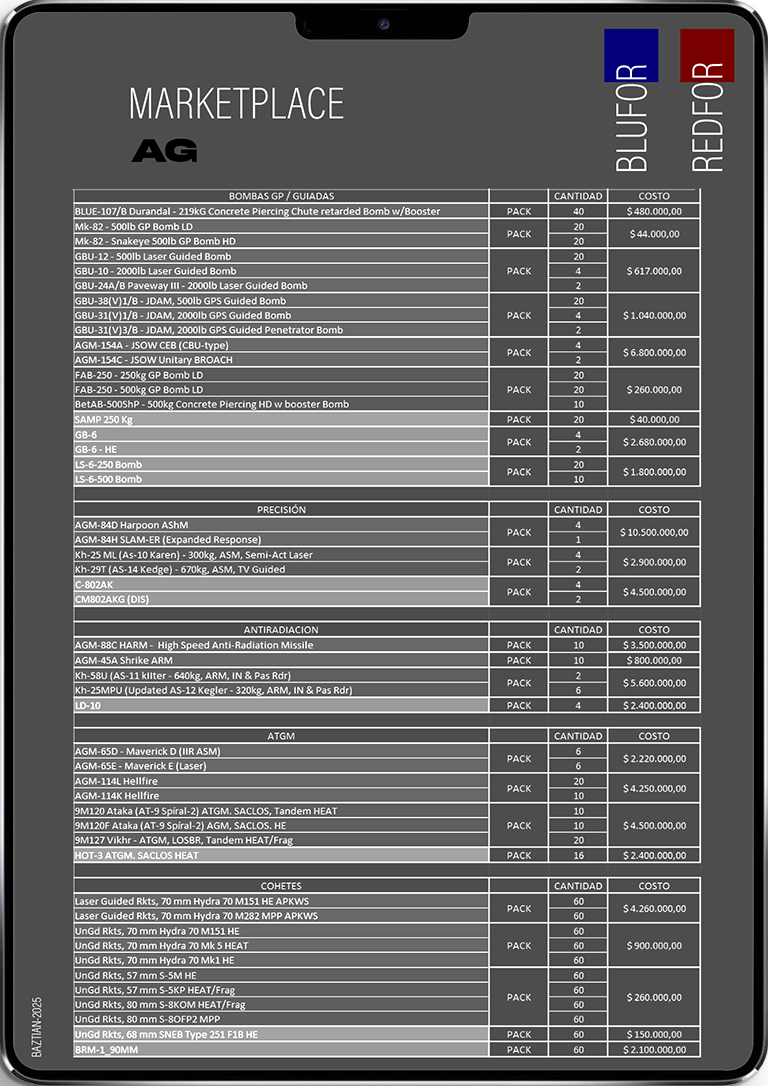 BLUFOR
REDFOR
MARKETPLACE
AG
BOMBAS GP / GUIADAS CANTIDAD COSTO
BLUE-107/B Durandal - 219kG Concrete Piercing Chute retarded Bomb w/Booster PACK 40 $ 480.000,00
Mk-82 - 500lb GP Bomb LD PACK 20 $ 44.000,00
Mk-82 - Snakeye 500lb GP Bomb HD 20
GBU-12 - 500lb Laser Guided Bomb 20
GBU-10 - 2000lb Laser Guided Bomb PACK 4 $ 617.000,00
GBU-24A/B Paveway III - 2000lb Laser Guided Bomb 2
GBU-38(V)1/B - JDAM, 500lb GPS Guided Bomb 20
GBU-31(V)1/B - JDAM, 2000lb GPS Guided Bomb PACK 4 $ 1.040.000,00
GBU-31(V)3/B - JDAM, 2000lb GPS Guided Penetrator Bomb 2
AGM-154A - JSOW CEB (CBU-type) PACK 4 $ 6.800.000,00
AGM-154C - JSOW Unitary BROACH 2
FAB-250 - 250kg GP Bomb LD 20
FAB-250 - 500kg GP Bomb LD PACK 20 $ 260.000,00
BetAB-500ShP - 500kg Concrete Piercing HD w booster Bomb 10
SAMP 250 Kg PACK 20 $ 40.000,00
GB-6 PACK 4 $ 2.680.000,00
GB-6 - HE 2
LS-6-250 Bomb PACK 20 $ 1.800.000,00
LS-6-500 Bomb 10
PRECISIÓN CANTIDAD COSTO
AGM-84D Harpoon AShM PACK 4 $ 10.500.000,00
AGM-84H SLAM-ER (Expanded Response) 1
Kh-25 ML (As-10 Karen) - 300kg, ASM, Semi-Act Laser PACK 4 $ 2.900.000,00
Kh-29T (AS-14 Kedge) - 670kg, ASM, TV Guided 2
C-802AK PACK 4 $ 4.500.000,00
CM802AKG (DIS) 2
ANTIRADIACION CANTIDAD COSTO
AGM-88C HARM - High Speed Anti-Radiation Missile PACK 10 $ 3.500.000,00
AGM-45A Shrike ARM PACK 10 $ 800.000,00
Kh-58U (AS-11 kIIter - 640kg, ARM, IN & Pas Rdr) PACK 2 $ 5.600.000,00
Kh-25MPU (Updated AS-12 Kegler - 320kg, ARM, IN & Pas Rdr) 6
LD-10 PACK 4 $ 2.400.000,00
ATGM CANTIDAD COSTO
AGM-65D - Maverick D (IIR ASM) PACK 6 $ 2.220.000,00
AGM-65E - Maverick E (Laser) 6
AGM-114L Hellfire PACK 20 $ 4.250.000,00
AGM-114K Hellfire 10
9M120 Ataka (AT-9 Spíral-2) ATGM. SACLOS, Tandem HEAT 10
9M120F Ataka (AT-9 Spíral-2) AGM, SACLOS. HE PACK 10 $ 4.500.000,00
9M127 Vikhr - ATGM, LOSBR, Tandem HEAT/Frag 20
HOT-3 ATGM. SACLOS HEAT PACK 16 $ 2.400.000,00
COHETES CANTIDAD COSTO
Laser Guided Rkts, 70 mm Hydra 70 M151 HE APKWS PACK 60 $ 4.260.000,00
Laser Guided Rkts, 70 mm Hydra 70 M282 MPP APKWS 60
UnGd Rkts, 70 mm Hydra 70 M151 HE 60
UnGd Rkts, 70 mm Hydra 70 Mk 5 HEAT PACK 60 $ 900.000,00
UnGd Rkts, 70 mm Hydra 70 Mk1 HE 60
UnGd Rkts, 57 mm S-5M HE 60
UnGd Rkts, 57 mm S-5KP HEAT/Frag PACK 60 $ 260.000,00
UnGd Rkts, 80 mm S-8KOM HEAT/Frag 60
UnGd Rkts, 80 mm S-8OFP2 MPP 60
UnGd Rkts, 68 mm SNEB Type 251 F1B HE PACK 60 $ 150.000,00
BRM-1_90MM PACK 60 $ 2.100.000,00
BAZTIAN-2025